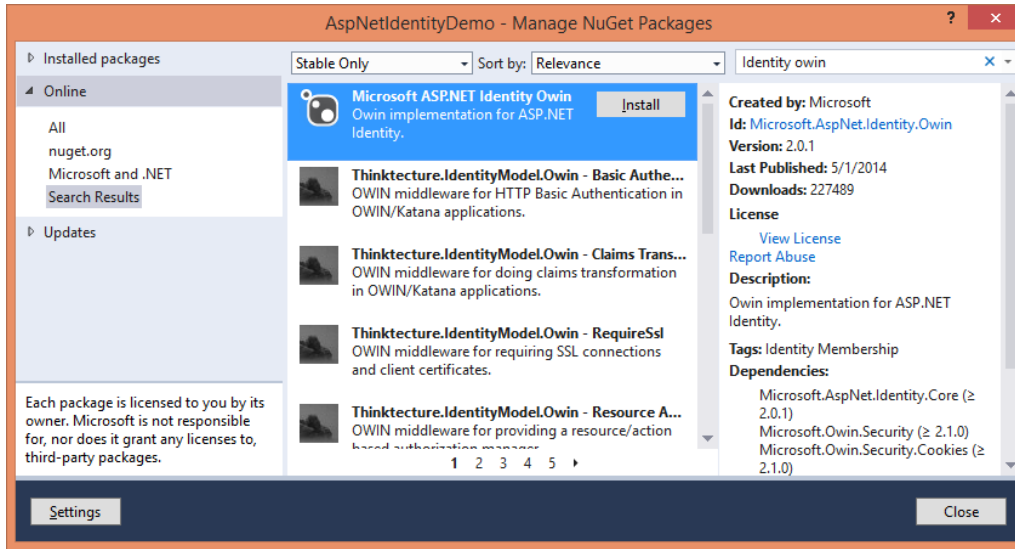 AspNetIdentityDemo - Manage NuGet Packages
? ×
Installed packages
Online
All
nuget.org
Microsoft and .NET
Search Results
Updates
Each package is licensed to you by its
owner. Microsoft is not responsible
for, nor does it grant any licenses to,
third-party packages.
Stable Only
Sort by: Relevance
Microsoft ASP.NET Identity Owin
Install
Owin implementation for ASP.NET
Identity.
Thinktecture.IdentityModel.Owin - Basic Authe...
OWIN middleware for HTTP Basic Authentication in
OWIN/Katana applications.
Thinktecture.IdentityModel.Owin - Claims Trans...
OWIN middleware for doing claims transformation
in OWIN/Katana applications.
Thinktecture.IdentityModel.Owin - RequireSsl
OWIN middleware for requiring SSL connections
and client certificates.
Thinktecture.IdentityModel.Owin - Resource A...
OWIN middleware for providing a resource/action
based authorization manager
1 2 3 4 5
Identity owin
Created by: Microsoft
Id: Microsoft.AspNet.Identity.Owin
Version: 2.0.1
Last Published: 5/1/2014
Downloads: 227489
License
View License
Report Abuse
Description:
Owin implementation for ASP.NET
Identity.
Tags: Identity Membership
Dependencies:
Microsoft.AspNet.Identity.Core (≥
2.0.1)
Microsoft.Owin.Security (≥ 2.1.0)
Microsoft.Owin.Security.Cookies (≥
2.1.0)
Settings
Close